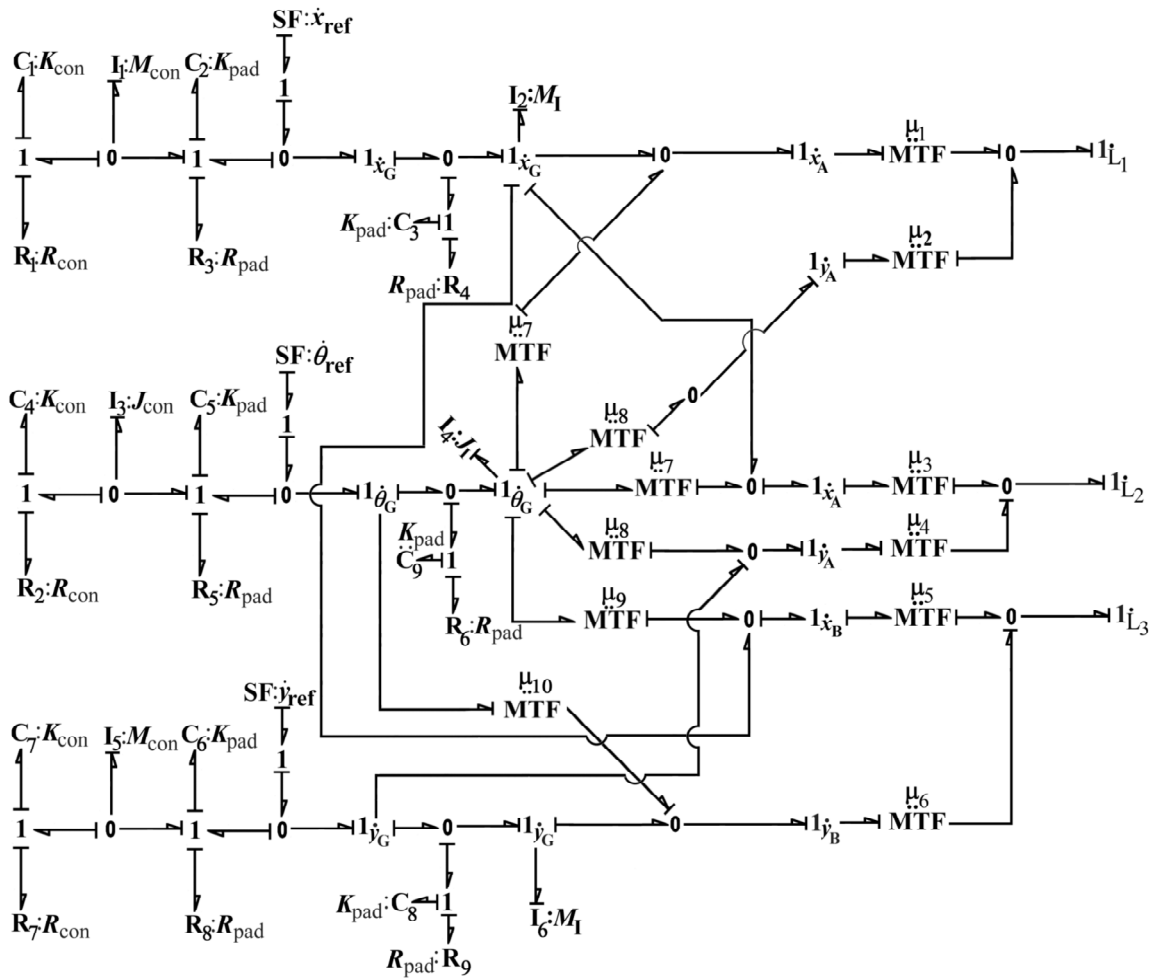 SF:ẋref
C1:Kcon I1:Mcon C2:Kpad 1 I2:MI
μ1
1 0 1 0 1ẋG 0 1ẋG 0 1ẋA MTF 0 1L̇1
Kpad:C3 1
μ2
R1:Rcon R3:Rpad 1ẏA MTF
Rpad:R4
μ7
SF:θ̇ref MTF
C4:Kcon I3:Jcon C5:Kpad 0
1 μ8
I4:J1 MTF μ7 μ3
1 0 1 0 1θ̇G 0 1θ̇G MTF 0 1ẋA MTF 0 1L̇2
Kpad μ8 μ4
C9 1 MTF 0 1ẏA MTF
R2:Rcon R5:Rpad μ9 μ5
R6:Rpad MTF 0 1ẋB MTF 0 1L̇3
μ10
SF:ẏref MTF
C7:Kcon I5:Mcon C6:Kpad
1
μ6
1 0 1 0 1ẏG 0 1ẏG 0 1ẏB MTF
Kpad:C8 1
R7:Rcon R8:Rpad I6:MI
Rpad:R9